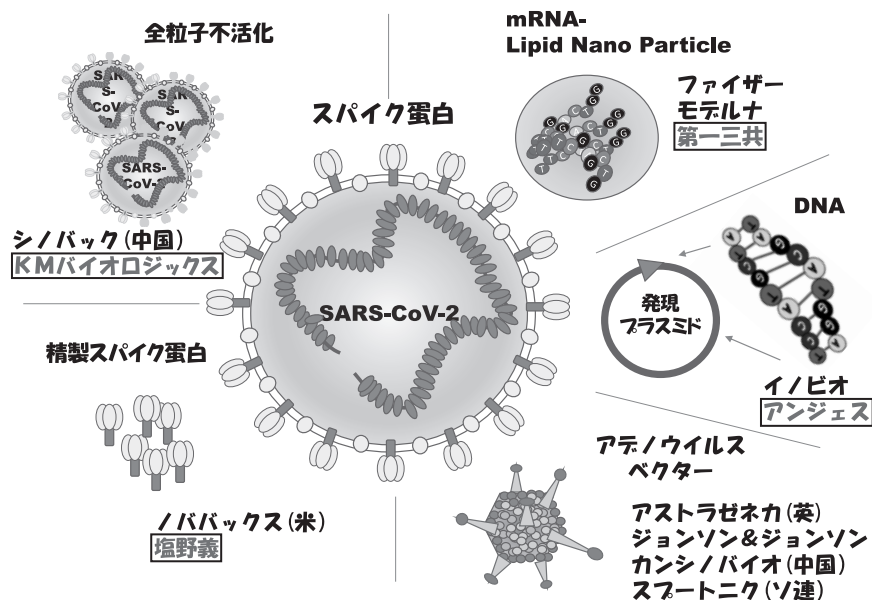 全粒子不活化
SAR
S-
CoV
SAR
S-
CoV
SARS-
CoV-2
シノバック(中国)
KMバイオロジックス
スパイク蛋白
SARS-CoV-2
mRNA-
Lipid Nano Particle
ファイザー
モデルナ
第一三共
DNA
発現
プラスミド
イノビオ
アンジェス
精製スパイク蛋白
ノババックス(米)
塩野義
アデノウイルス
ベクター
アストラゼネカ(英)
ジョンソン&ジョンソン
カンシノバイオ(中国)
スプートニク(ソ連)